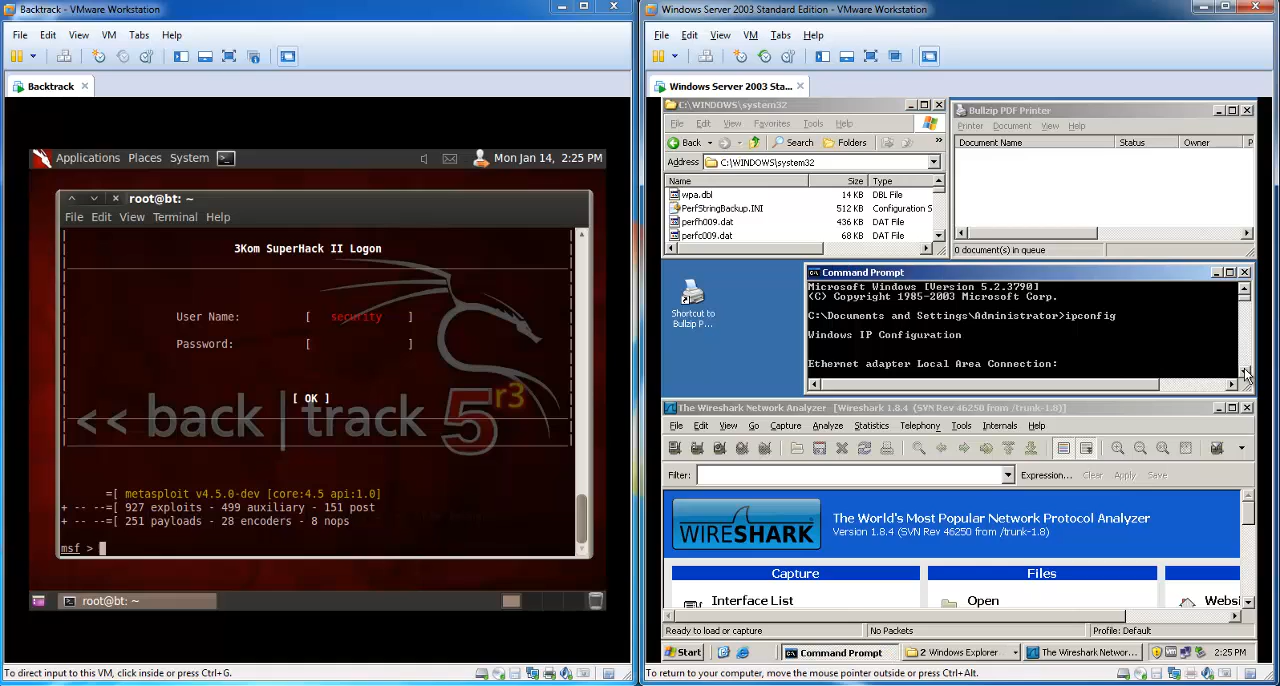 Backtrack - VMware Workstation
File Edit View VM Tabs Help
Backtrack
Applications Places System
Mon Jan 14, 2:25 PM
root@bt: ~
File Edit View Terminal Help
3Kom SuperHack II Logon
User Name: [ security ]
Password: [ ]
[ OK ]
<< back | track 5 r3
=[ metasploit v4.5.0-dev [core:4.5 api:1.0]
+ -- --=[ 927 exploits - 499 auxiliary - 151 post
+ -- --=[ 251 payloads - 28 encoders - 8 nops
msf >
root@bt: ~
To direct input to this VM, click inside or press Ctrl+G.
Windows Server 2003 Standard Edition - VMware Workstation
File Edit View VM Tabs Help
Windows Server 2003 Sta...
C:\WINDOWS\system32
File Edit View Favorites Tools Help
Back Search Folders »
Address C:\WINDOWS\system32
Name Size Type
wpa.dbl 14 KB DBL File
PerfStringBackup.INI 512 KB Configuration S
perfh009.dat 436 KB DAT File
perfc009.dat 68 KB DAT File
Bullzip PDF Printer
Printer Document View Help
Document Name Status Owner P
0 document(s) in queue
Shortcut to
Bullzip P...
Command Prompt
Microsoft Windows [Version 5.2.3790]
(C) Copyright 1985-2003 Microsoft Corp.
C:\Documents and Settings\Administrator>ipconfig
Windows IP Configuration
Ethernet adapter Local Area Connection:
The Wireshark Network Analyzer [Wireshark 1.8.4 (SVN Rev 46250 from /trunk-1.8)]
File Edit View Go Capture Analyze Statistics Telephony Tools Internals Help
Filter: Expression... Clear Apply Save
WIRESHARK
The World's Most Popular Network Protocol Analyzer
Version 1.8.4 (SVN Rev 46250 from /trunk-1.8)
Capture Files
Interface List Open Websi
Ready to load or capture No Packets Profile: Default
Start Command Prompt 2 Windows Explorer The Wireshark Networ... 2:25 PM
To return to your computer, move the mouse pointer outside or press Ctrl+Alt.